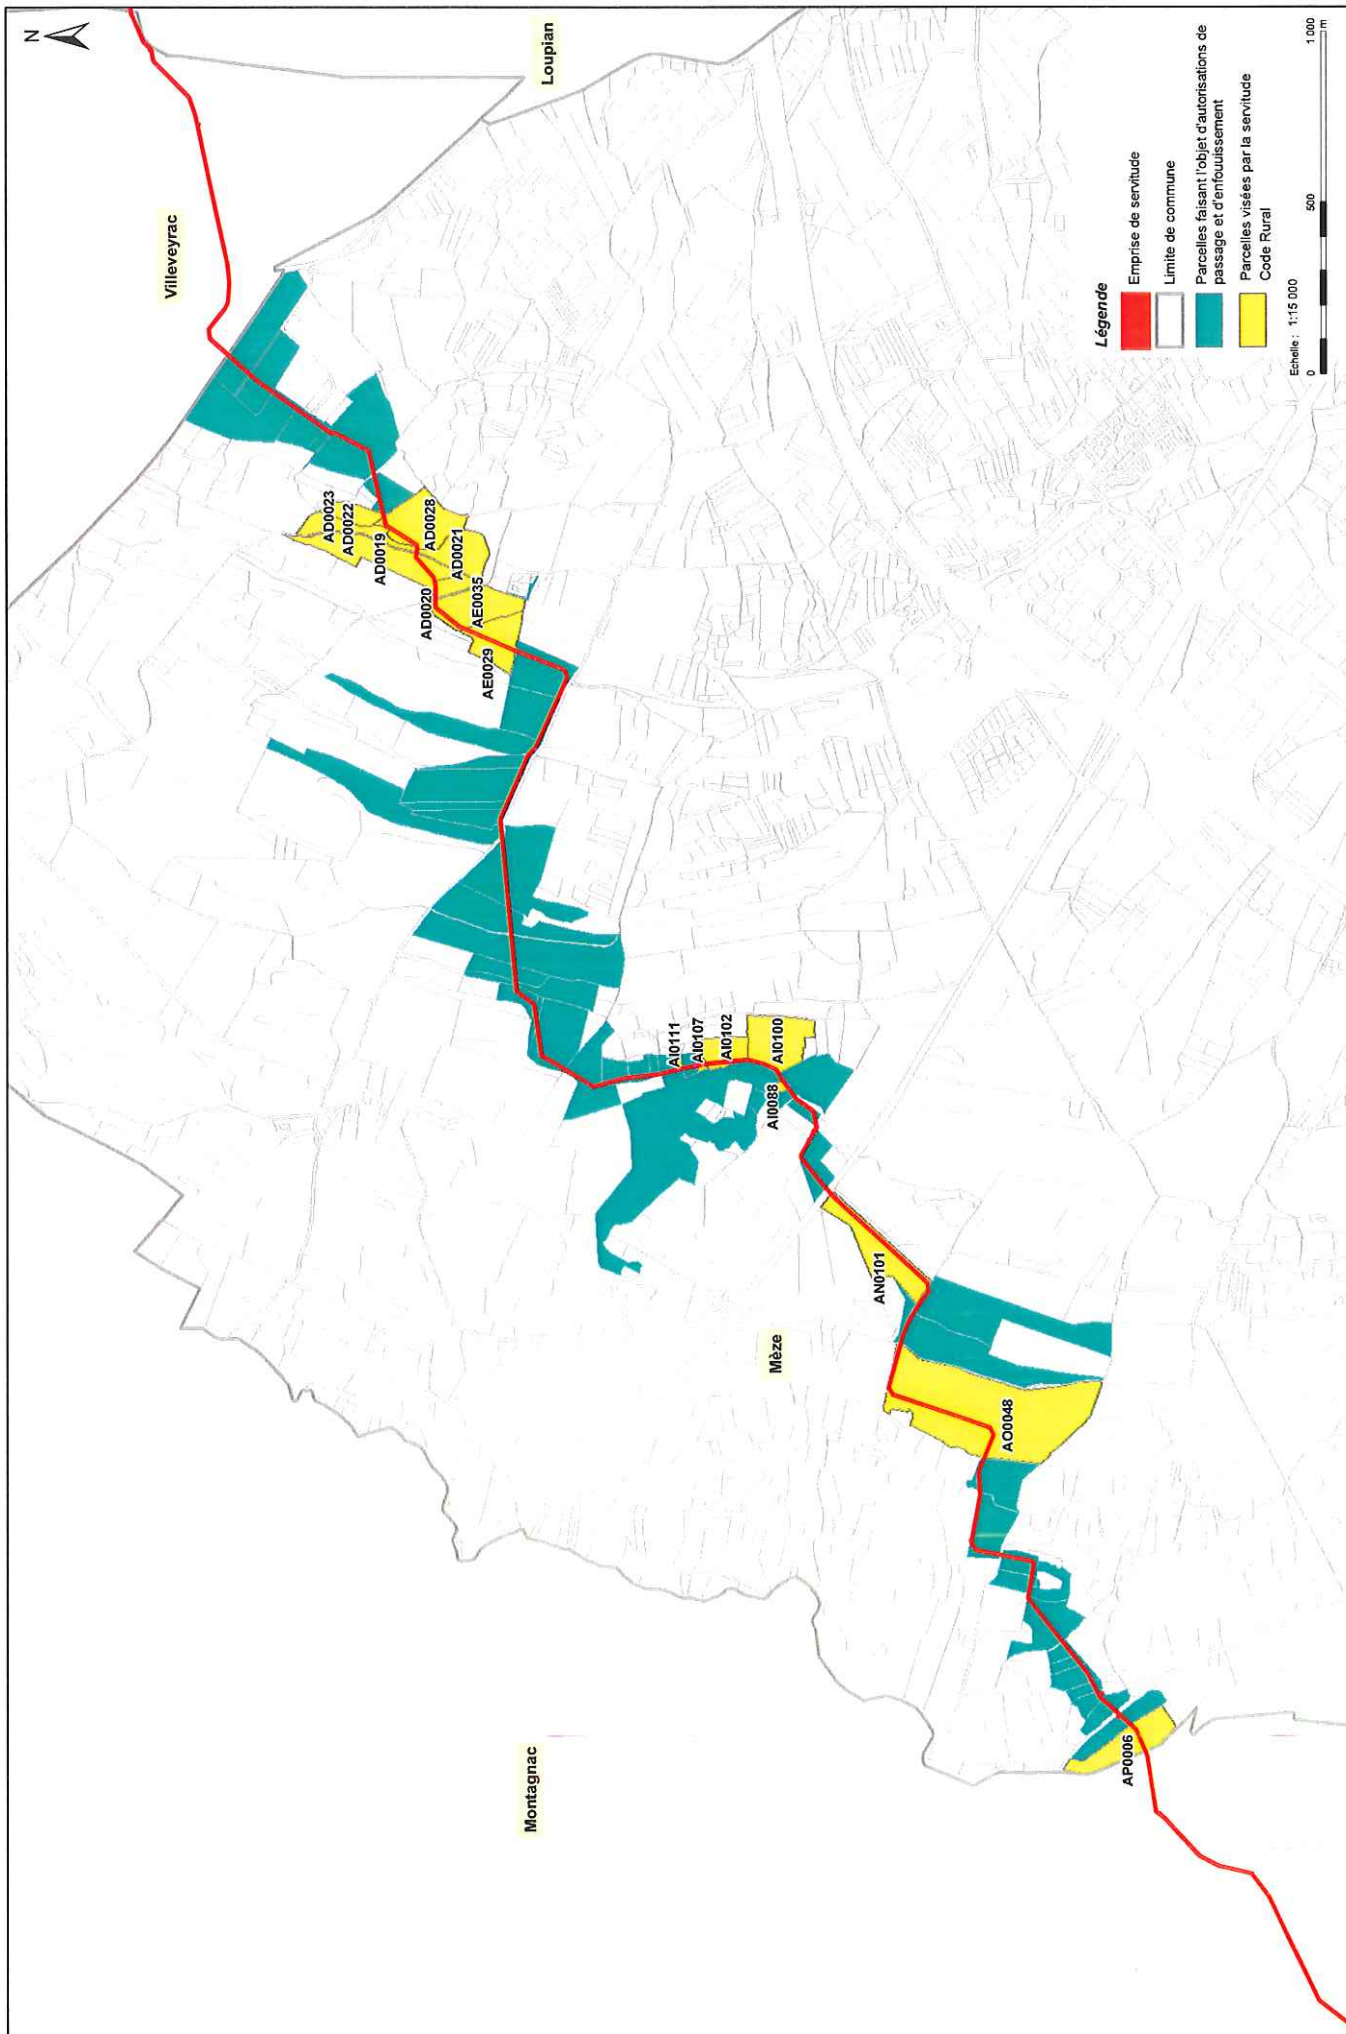 N
Loupian
Villeveyrac
AD0023
AD0022
AD0019
AD0028
AD0021
AD0020
AE0035
AE0029
AI0111
AI0107
AI0102
AI0100
AI0088
AN0101
Mèze
AO0048
Montagnac
AP0006
Légende
Emprise de servitude
Limite de commune
Parcelles faisant l'objet d'autorisations de
passage et d'enfouuissement
Parcelles visées par la servitude
Code Rural
Echelle : 1:15 000
0 500 1 000
m